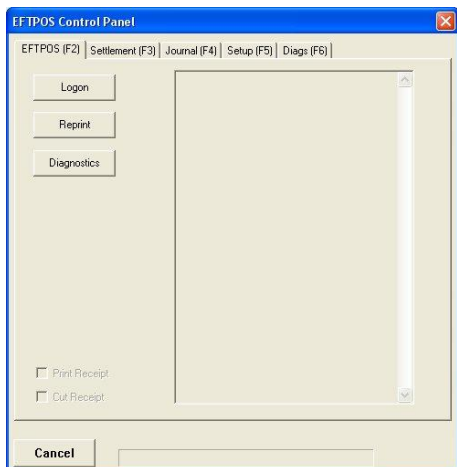 EFTPOS Control Panel
EFTPOS (F2) Settlement (F3) Journal (F4) Setup (F5) Diags (F6)
Logon
Reprint
Diagnostics
Print Receipt
Cut Receipt
Cancel